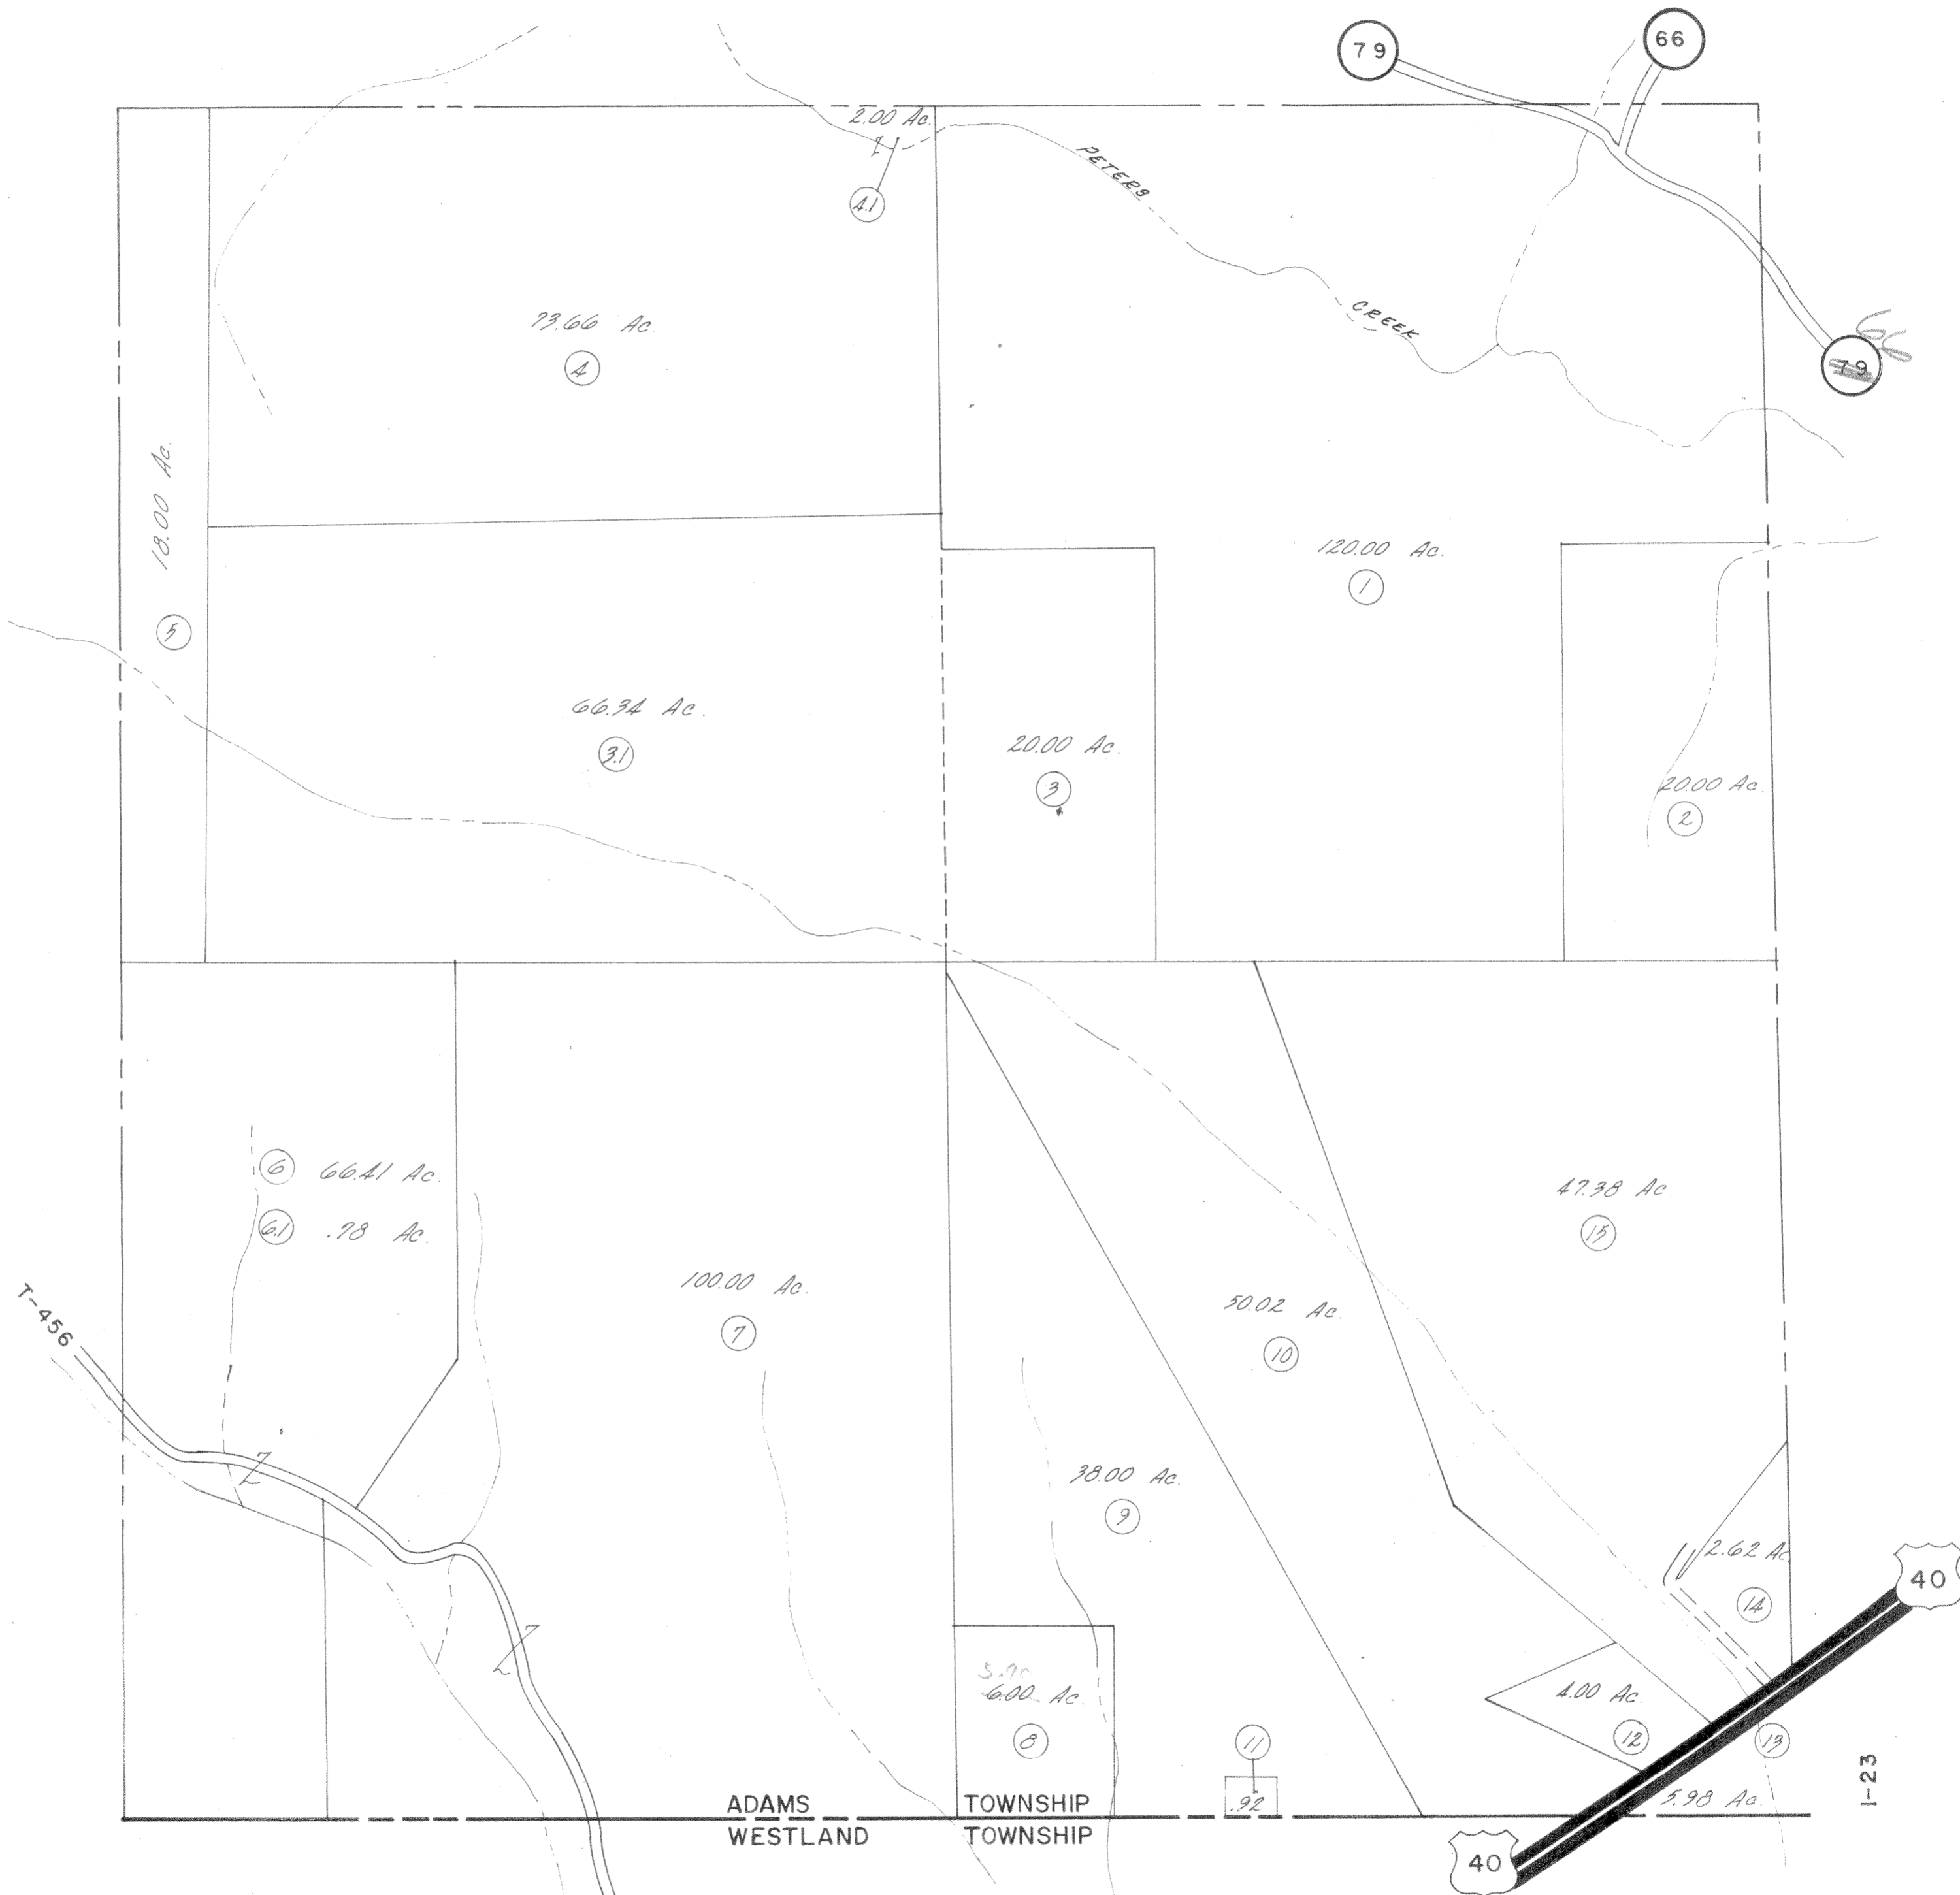 79
66
2.00 Ac.
4.1
PETERS
CREEK
73.66 Ac.
4
79
66
18.00 Ac.
5
120.00 Ac.
1
66.34 Ac.
3.1
20.00 Ac.
3
20.00 Ac.
2
6 66.41 Ac.
6.1 .78 Ac.
T-456
100.00 Ac.
7
47.38 Ac.
15
50.02 Ac.
10
38.00 Ac.
9
2.62 Ac.
14
40
6.00 Ac.
8
11
.92
4.00 Ac.
12
13
5.98 Ac.
1-23
ADAMS TOWNSHIP
WESTLAND TOWNSHIP
40